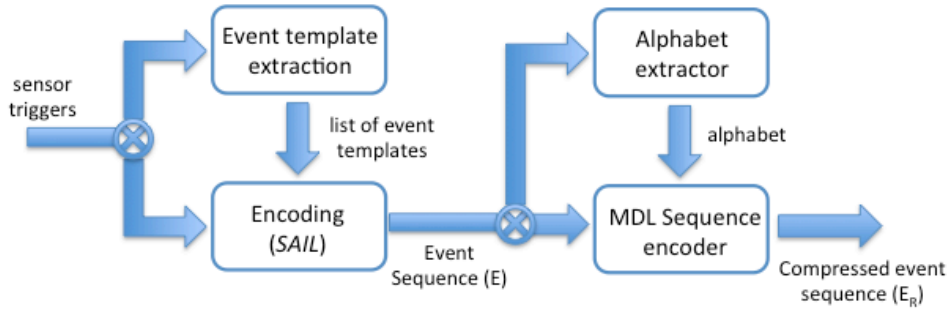 Event template
extraction
Alphabet
extractor
sensor
triggers
list of event
templates
alphabet
Encoding
(SAIL)
MDL Sequence
encoder
Event
Sequence (E)
Compressed event
sequence (E_R)